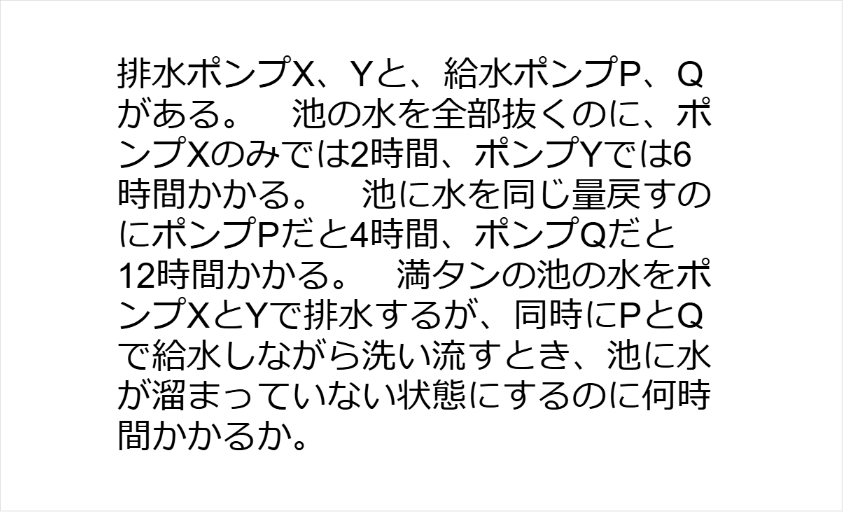 排水ポンプX、Yと、給水ポンプP、Q
がある。　池の水を全部抜くのに、ポ
ンプXのみでは2時間、ポンプYでは6
時間かかる。　池に水を同じ量戻すの
にポンプPだと4時間、ポンプQだと
12時間かかる。　満タンの池の水をポ
ンプXとYで排水するが、同時にPとQ
で給水しながら洗い流すとき、池に水
が溜まっていない状態にするのに何時
間かかるか。